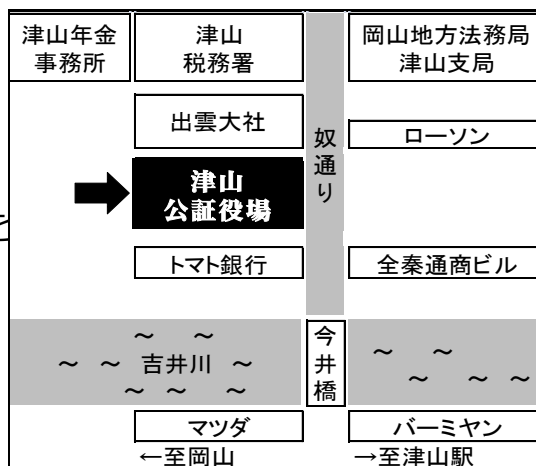 津山年金
事務所
津山
税務署
岡山地方法務局
津山支局
出雲大社
奴通り
ローソン
津山
公証役場
トマト銀行
全秦通商ビル
~ ~
~ ~ 吉井川 ~
~ ~ ~
今井橋
~ ~
~ ~ ~
マツダ
バーミヤン
←至岡山
→至津山駅